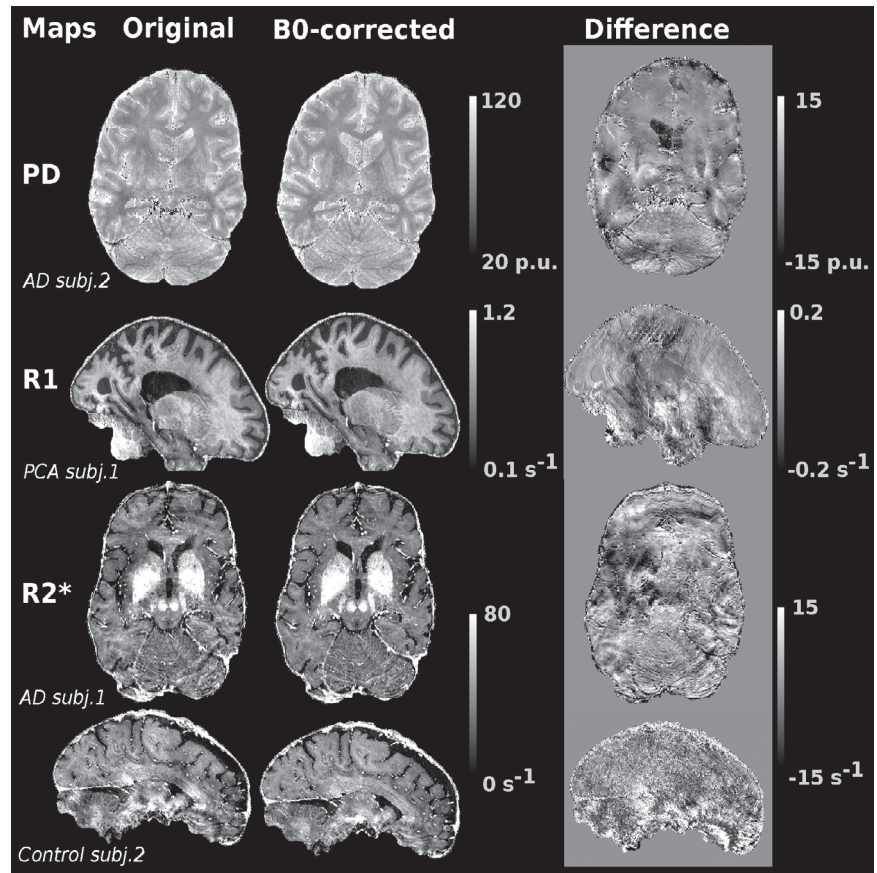 Maps Original B0-corrected Difference
120 15
PD
20 p.u. -15 p.u.
AD subj.2
1.2 0.2
R1
0.1 s⁻¹ -0.2 s⁻¹
PCA subj.1
R2*
80 15
AD subj.1
0 s⁻¹ -15 s⁻¹
Control subj.2